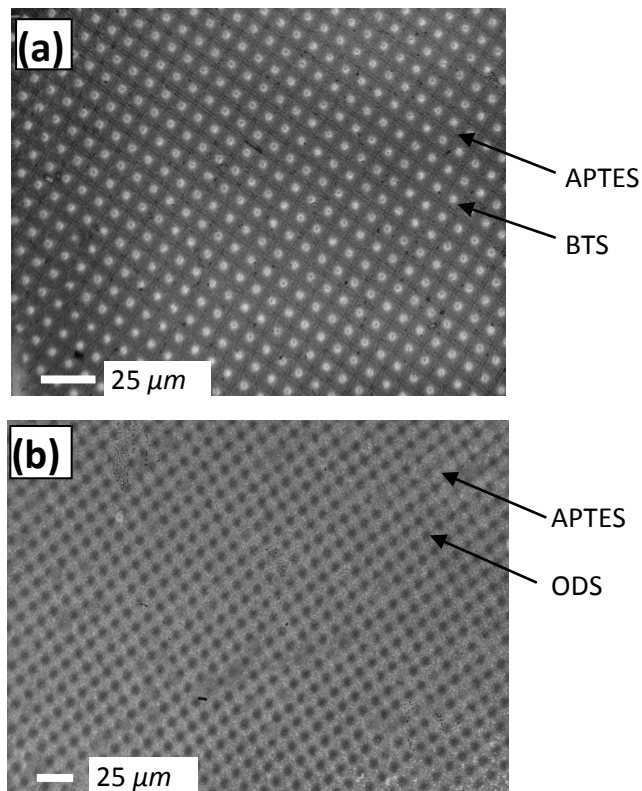 (a)
APTES
BTS
25 μm
(b)
APTES
ODS
25 μm